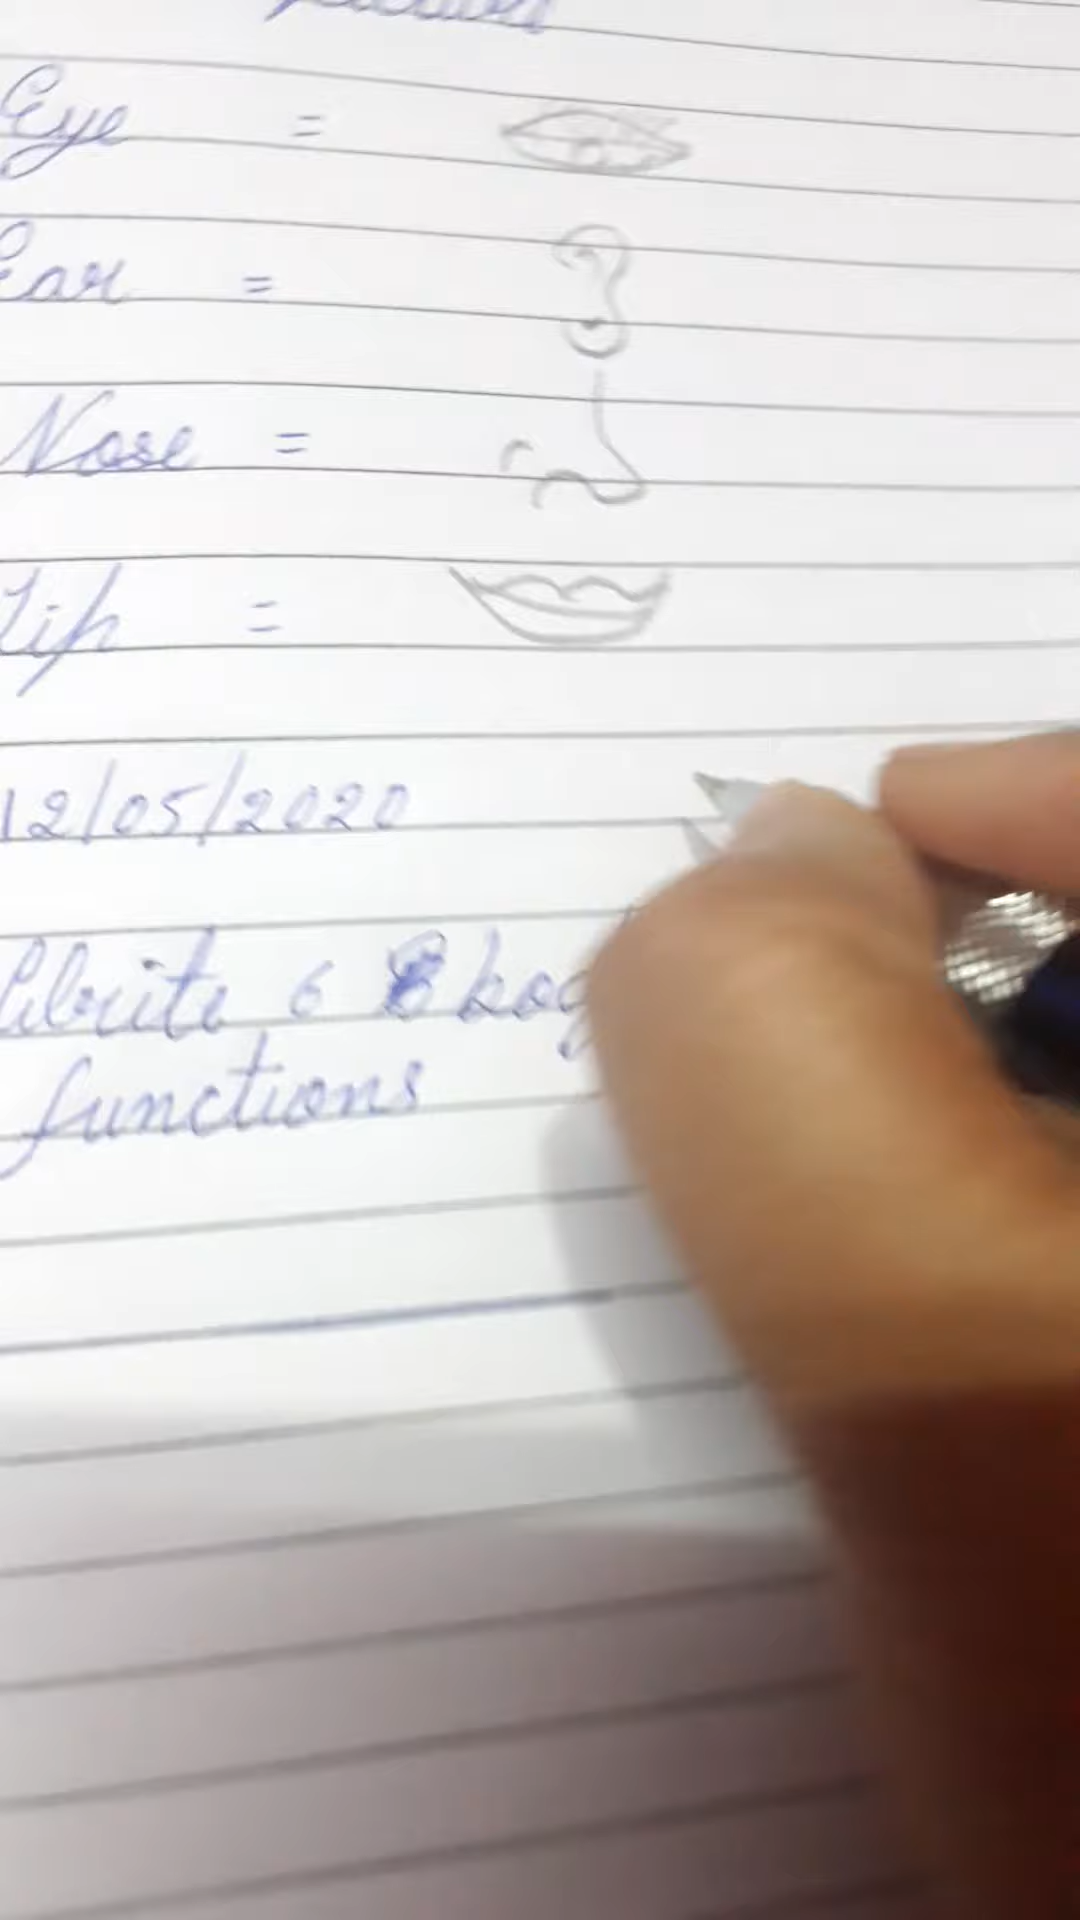 Eye =
Ear =
Nose =
Lip =
12/05/2020
Write 6
functions